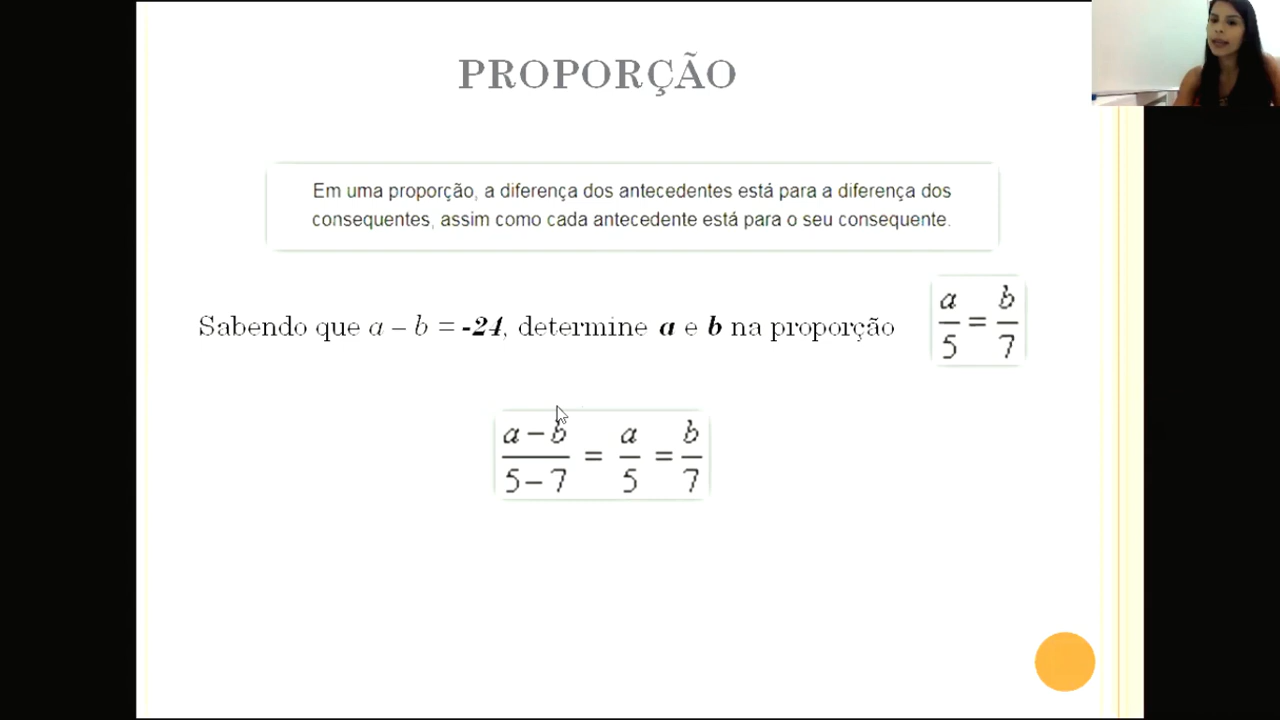 PROPORÇÃO
Em uma proporção, a diferença dos antecedentes está para a diferença dos
consequentes, assim como cada antecedente está para o seu consequente.
Sabendo que a – b = -24, determine a e b na proporção
a/5 = b/7
(a – b)/(5 – 7) = a/5 = b/7